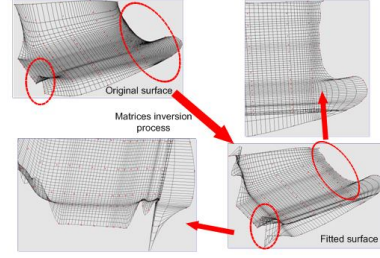 Original surface
Matrices inversion
process
Fitted surface